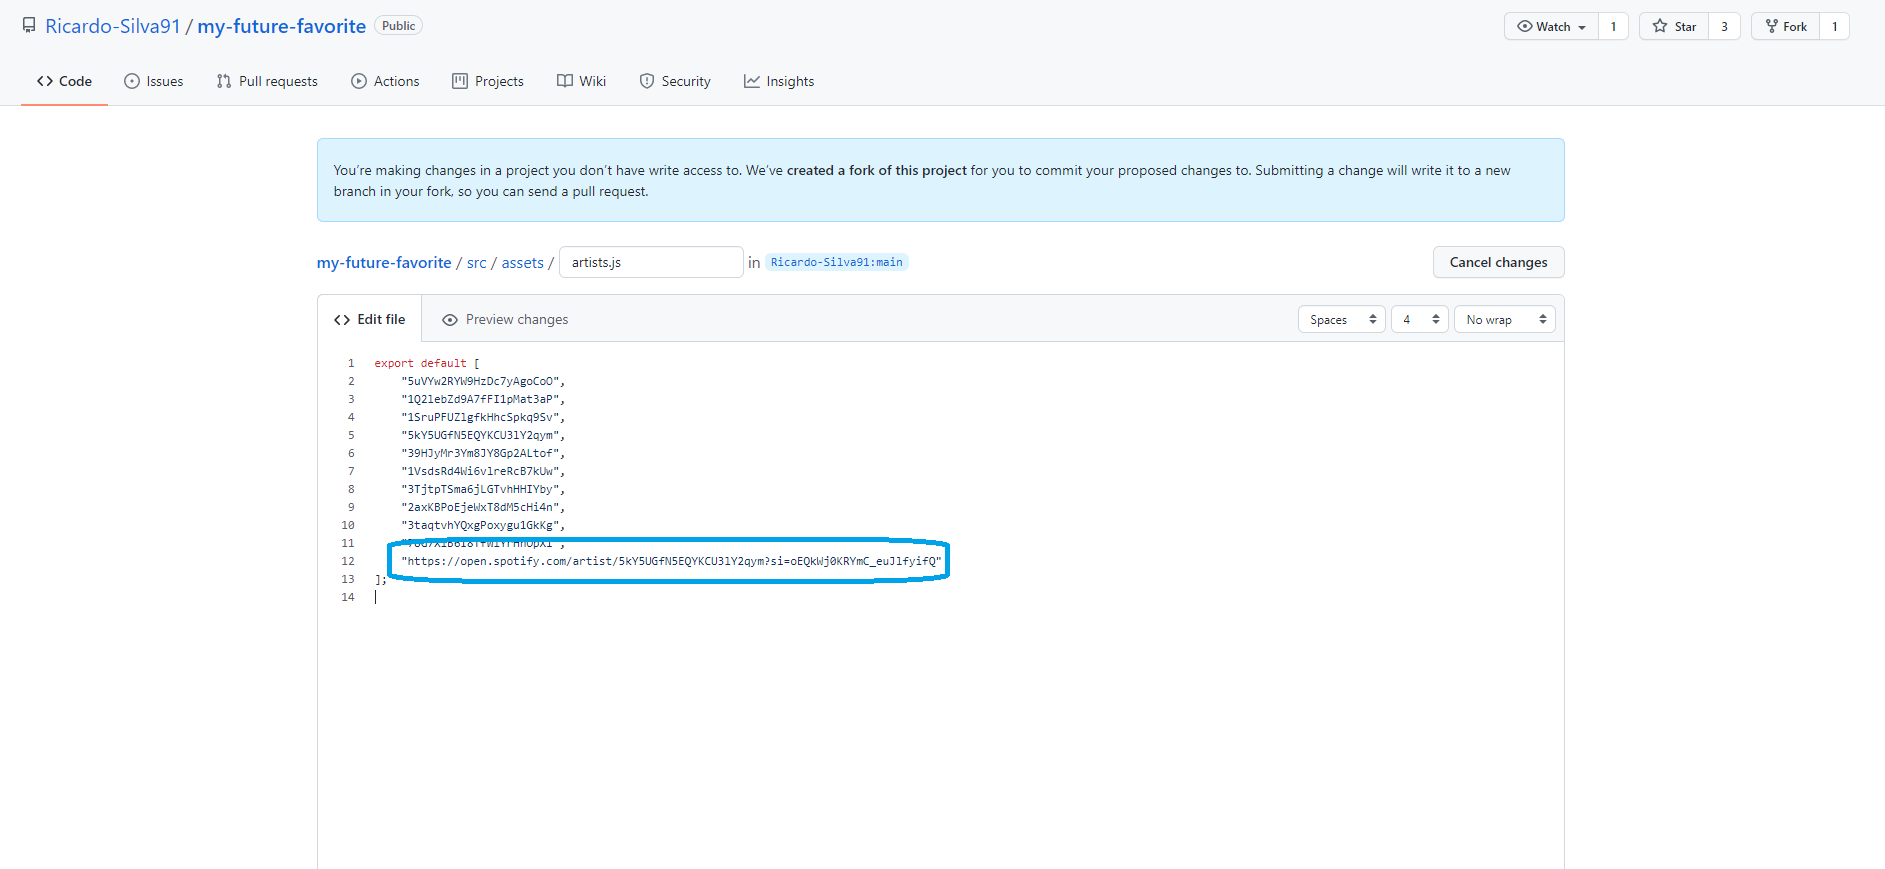 Ricardo-Silva91 / my-future-favorite Public
Watch 1 Star 3 Fork 1
Code Issues Pull requests Actions Projects Wiki Security Insights
You're making changes in a project you don't have write access to. We've created a fork of this project for you to commit your proposed changes to. Submitting a change will write it to a new
branch in your fork, so you can send a pull request.
my-future-favorite / src / assets / artists.js in Ricardo-Silva91:main Cancel changes
Edit file Preview changes Spaces 4 No wrap
1 export default [
2 "5uVYw2RYW9HzDc7yAgoCoO",
3 "1Q2lebZd9A7fFI1pMat3aP",
4 "1SruPFUZlgfkHhcSpkq9Sv",
5 "5kY5UGfN5EQYKCU3lY2qym",
6 "39HJyMr3Ym8JY8Gp2ALtof",
7 "1VsdsRd4Wi6vlreRcB7kUw",
8 "3TjtpTSma6jLGTvhHHIYby",
9 "2axKBPoEjeWxT8dM5cHi4n",
10 "3taqtvhYQxgPoxygu1GkKg",
11
12 "https://open.spotify.com/artist/5kY5UGfN5EQYKCU3lY2qym?si=oEQkWj0KRYmC_euJlfyifQ"
13 ];
14